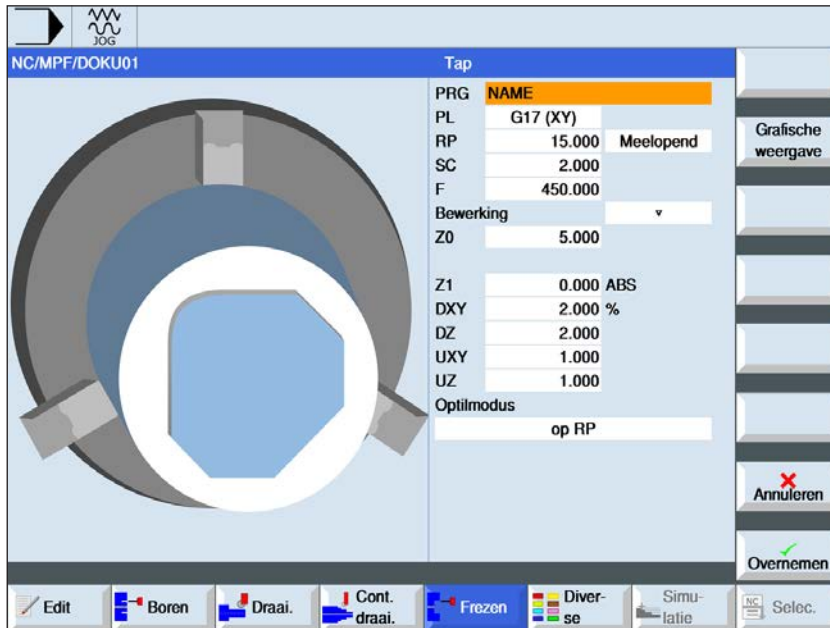 JOG
NC/MPF/DOKU01
Tap
PRG NAME
PL G17 (XY)
RP 15.000 Meelopend
SC 2.000
F 450.000
Bewerking ▿
Z0 5.000
Z1 0.000 ABS
DXY 2.000 %
DZ 2.000
UXY 1.000
UZ 1.000
Optilmodus
op RP
Grafische
weergave
Annuleren
Overnemen
Edit
Boren
Draai.
Cont.
draai.
Frezen
Diver-
se
Simu-
latie
NC
Selec.